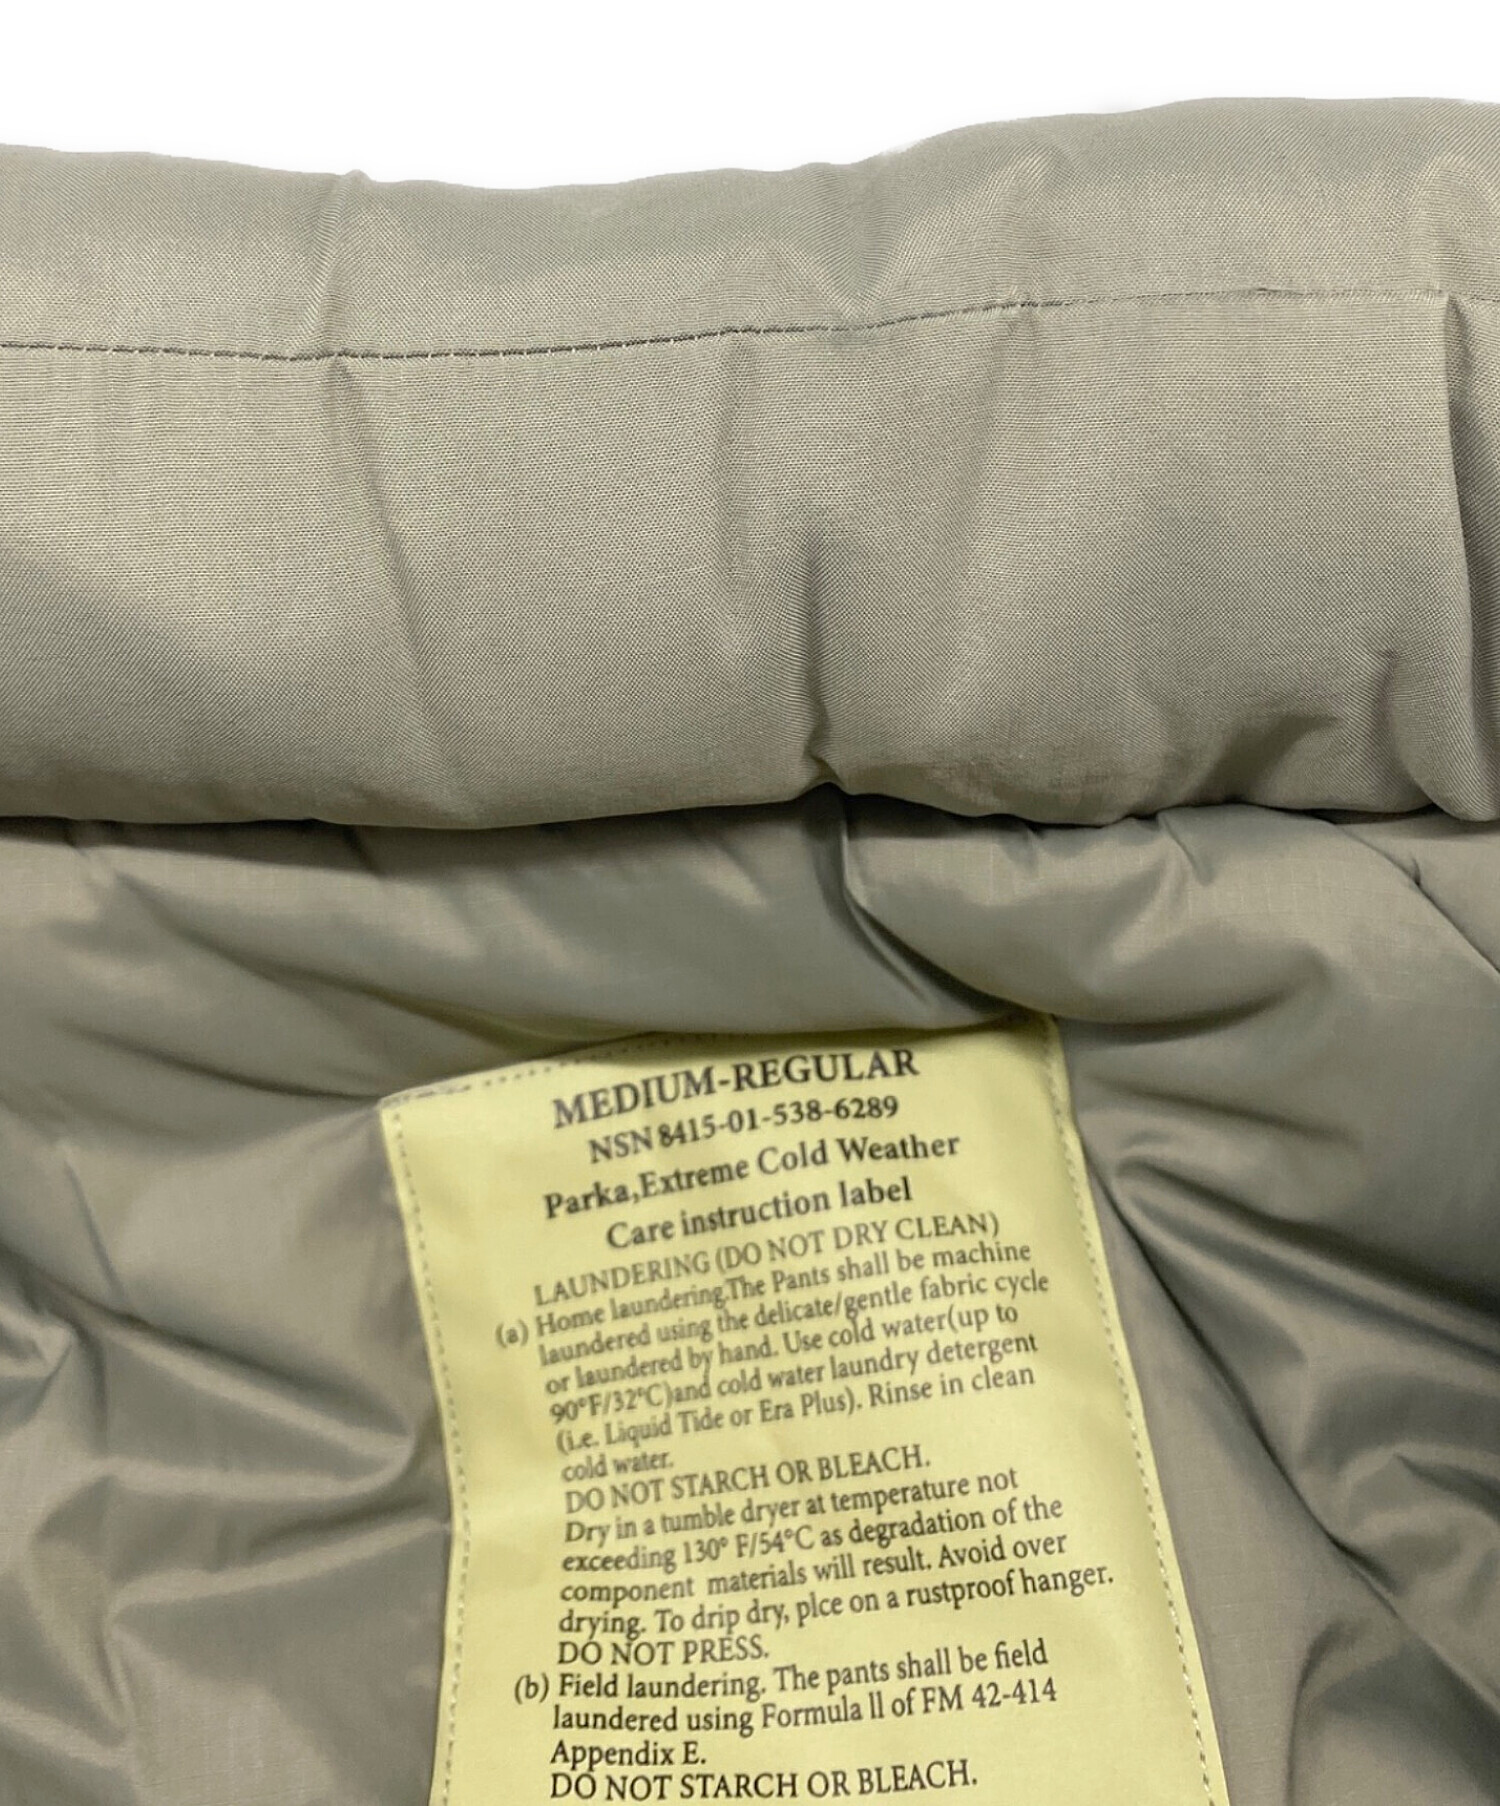 MEDIUM-REGULAR
NSN 8415-01-538-6289
Parka,Extreme Cold Weather
Care instruction label
LAUNDERING (DO NOT DRY CLEAN)
(a) Home laundering.The Pants shall be machine
laundered using the delicate/gentle fabric cycle
or laundered by hand. Use cold water(up to
90°F/32°C)and cold water laundry detergent
(i.e. Liquid Tide or Era Plus). Rinse in clean
cold water.
DO NOT STARCH OR BLEACH.
Dry in a tumble dryer at temperature not
exceeding 130° F/54°C as degradation of the
component materials will result. Avoid over
drying. To drip dry, plce on a rustproof hanger.
DO NOT PRESS.
(b) Field laundering. The pants shall be field
laundered using Formula ll of FM 42-414
Appendix E.
DO NOT STARCH OR BLEACH.